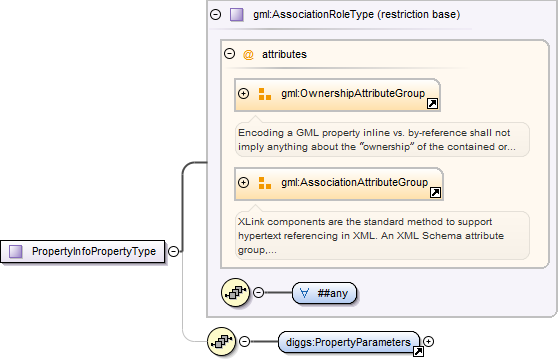 gml:AssociationRoleType (restriction base)
@ attributes
gml:OwnershipAttributeGroup
Encoding a GML property inline vs. by-reference shall not
imply anything about the "ownership" of the contained or...
gml:AssociationAttributeGroup
XLink components are the standard method to support
hypertext referencing in XML. An XML Schema attribute
group,...
PropertyInfoPropertyType
∀ ##any
diggs:PropertyParameters